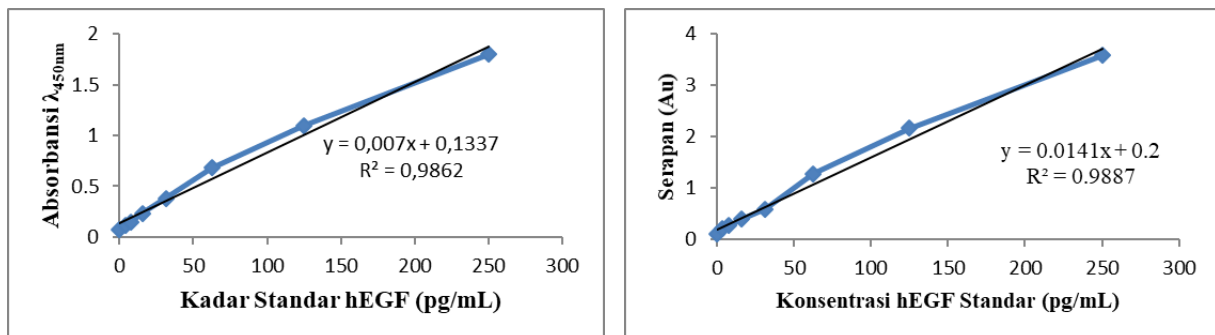 2
1.5
1
0.5
0
0 50 100 150 200 250 300
Absorbansi λ450nm
Kadar Standar hEGF (pg/mL)
y = 0,007x + 0,1337
R² = 0,9862
4
3
2
1
0
0 50 100 150 200 250 300
Serapan (Au)
Konsentrasi hEGF Standar (pg/mL)
y = 0.0141x + 0.2
R² = 0.9887